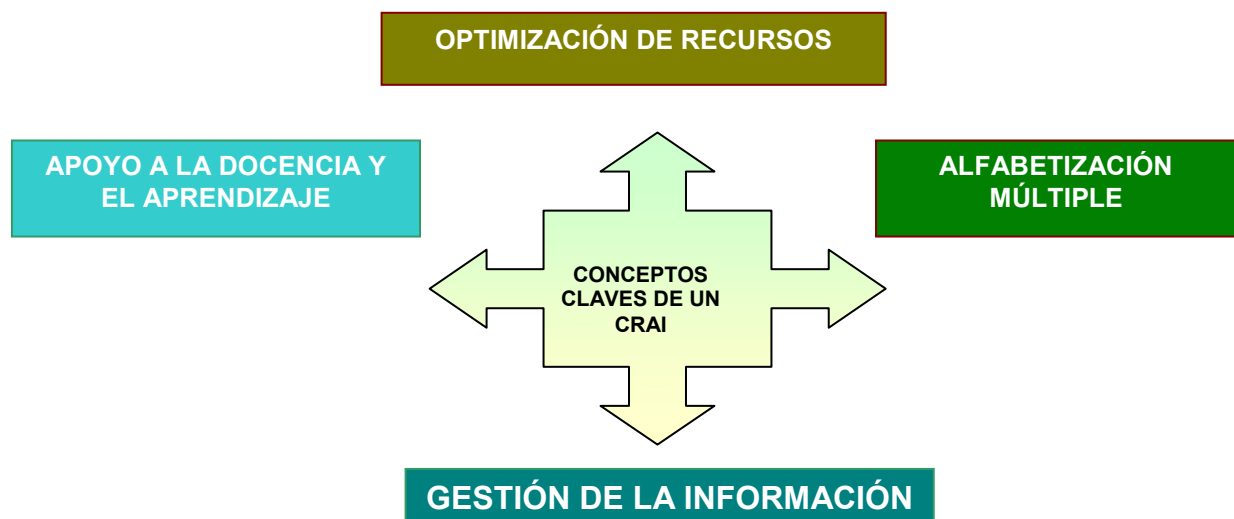 OPTIMIZACIÓN DE RECURSOS
APOYO A LA DOCENCIA Y
EL APRENDIZAJE
ALFABETIZACIÓN
MÚLTIPLE
CONCEPTOS
CLAVES DE UN
CRAI
GESTIÓN DE LA INFORMACIÓN